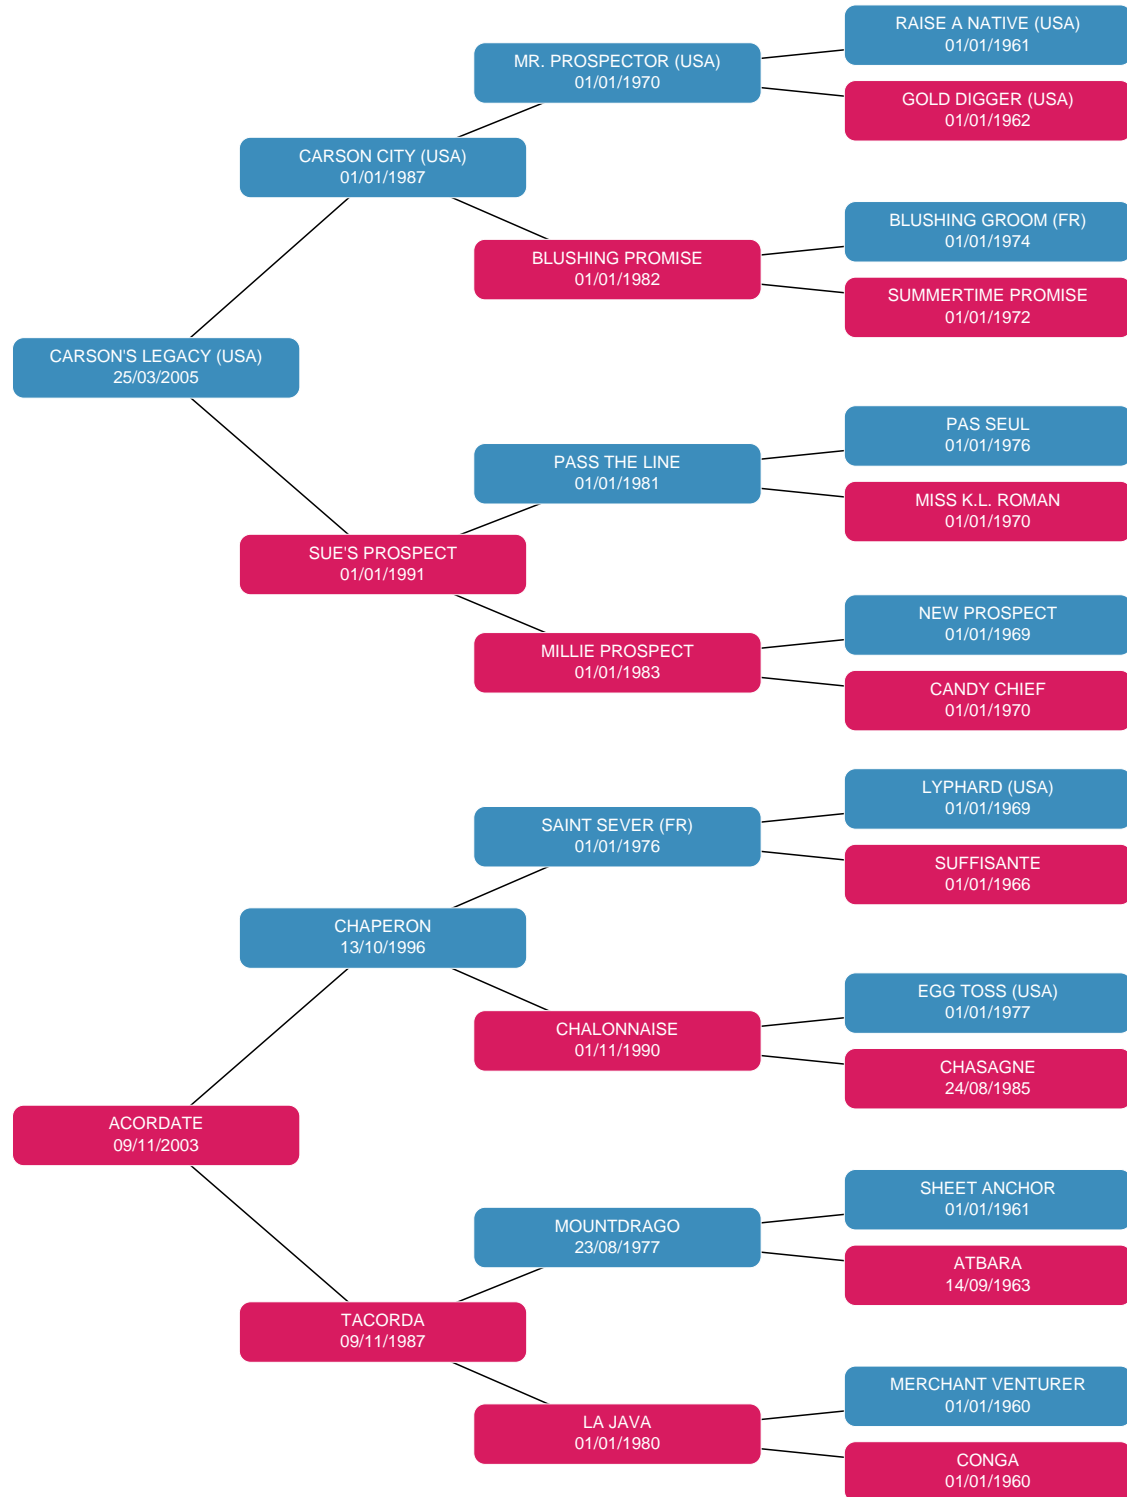 RAISE A NATIVE (USA)
01/01/1961
MR. PROSPECTOR (USA)
01/01/1970
GOLD DIGGER (USA)
01/01/1962
CARSON CITY (USA)
01/01/1987
BLUSHING GROOM (FR)
01/01/1974
BLUSHING PROMISE
01/01/1982
SUMMERTIME PROMISE
01/01/1972
CARSON'S LEGACY (USA)
25/03/2005
PAS SEUL
01/01/1976
PASS THE LINE
01/01/1981
MISS K.L. ROMAN
01/01/1970
SUE'S PROSPECT
01/01/1991
NEW PROSPECT
01/01/1969
MILLIE PROSPECT
01/01/1983
CANDY CHIEF
01/01/1970
LYPHARD (USA)
01/01/1969
SAINT SEVER (FR)
01/01/1976
SUFFISANTE
01/01/1966
CHAPERON
13/10/1996
EGG TOSS (USA)
01/01/1977
CHALONNAISE
01/11/1990
CHASAGNE
24/08/1985
ACORDATE
09/11/2003
SHEET ANCHOR
01/01/1961
MOUNTDRAGO
23/08/1977
ATBARA
14/09/1963
TACORDA
09/11/1987
MERCHANT VENTURER
01/01/1960
LA JAVA
01/01/1980
CONGA
01/01/1960